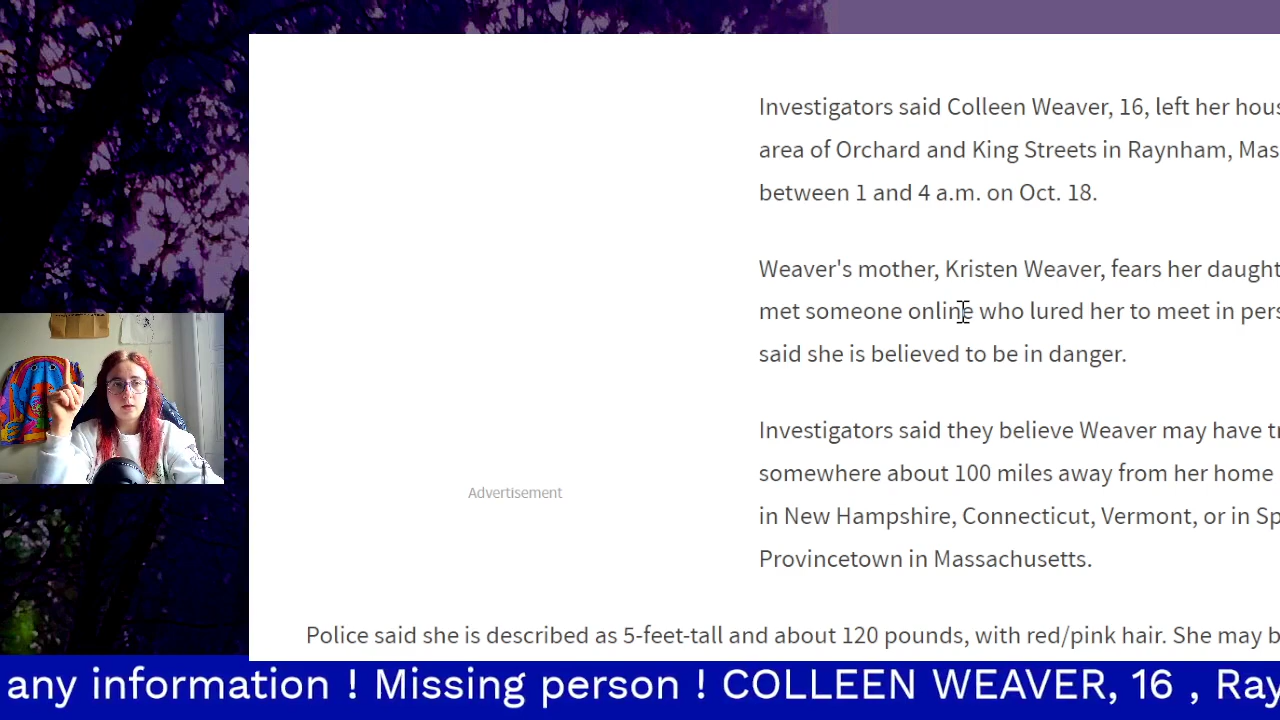 Investigators said Colleen Weaver, 16, left her hous
area of Orchard and King Streets in Raynham, Mas
between 1 and 4 a.m. on Oct. 18.
Weaver's mother, Kristen Weaver, fears her daught
met someone online who lured her to meet in pers
said she is believed to be in danger.
Investigators said they believe Weaver may have tr
somewhere about 100 miles away from her home
in New Hampshire, Connecticut, Vermont, or in Sp
Provincetown in Massachusetts.
Advertisement
Police said she is described as 5-feet-tall and about 120 pounds, with red/pink hair. She may b
any information ! Missing person ! COLLEEN WEAVER, 16 , Ray